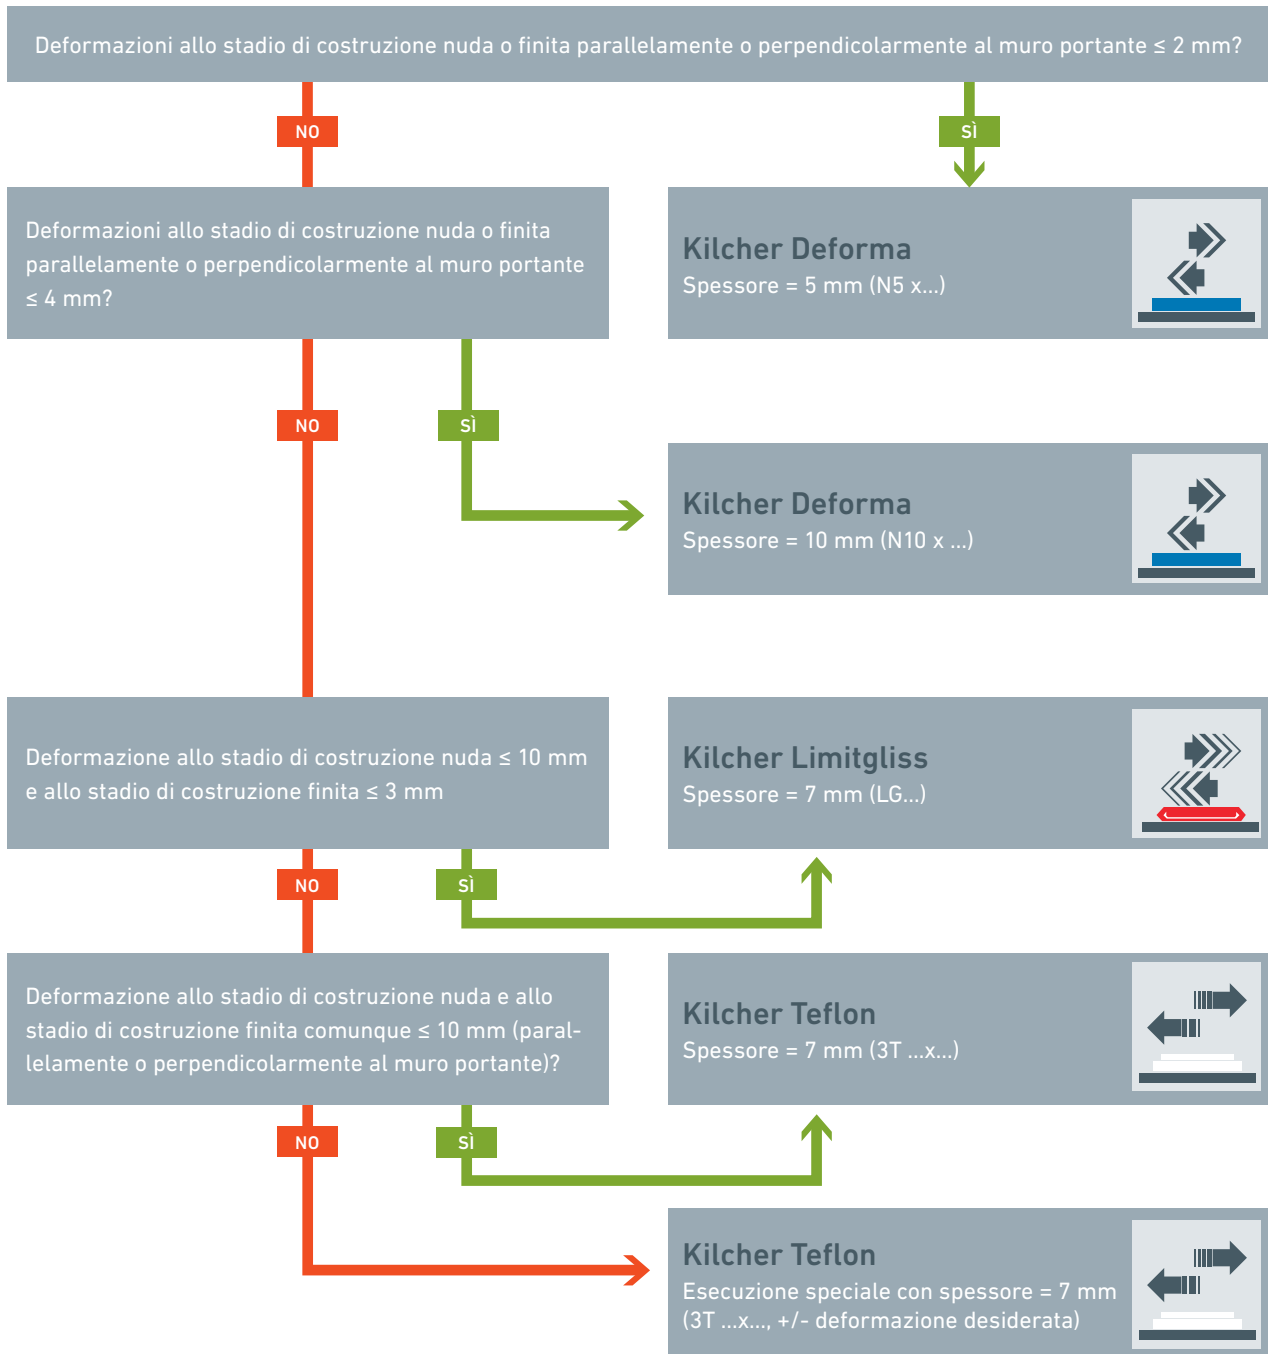 Deformazioni allo stadio di costruzione nuda o finita parallelamente o perpendicolarmente al muro portante ≤ 2 mm?
NO
SÌ
Deformazioni allo stadio di costruzione nuda o finita
parallelamente o perpendicolarmente al muro portante
≤ 4 mm?
Kilcher Deforma
Spessore = 5 mm (N5 x...)
NO
SÌ
Kilcher Deforma
Spessore = 10 mm (N10 x ...)
Deformazione allo stadio di costruzione nuda ≤ 10 mm
e allo stadio di costruzione finita ≤ 3 mm
Kilcher Limitgliss
Spessore = 7 mm (LG...)
NO
SÌ
Deformazione allo stadio di costruzione nuda e allo
stadio di costruzione finita comunque ≤ 10 mm (paral-
lelamente o perpendicolarmente al muro portante)?
Kilcher Teflon
Spessore = 7 mm (3T ...x...)
NO
SÌ
Kilcher Teflon
Esecuzione speciale con spessore = 7 mm
(3T ...x..., +/- deformazione desiderata)